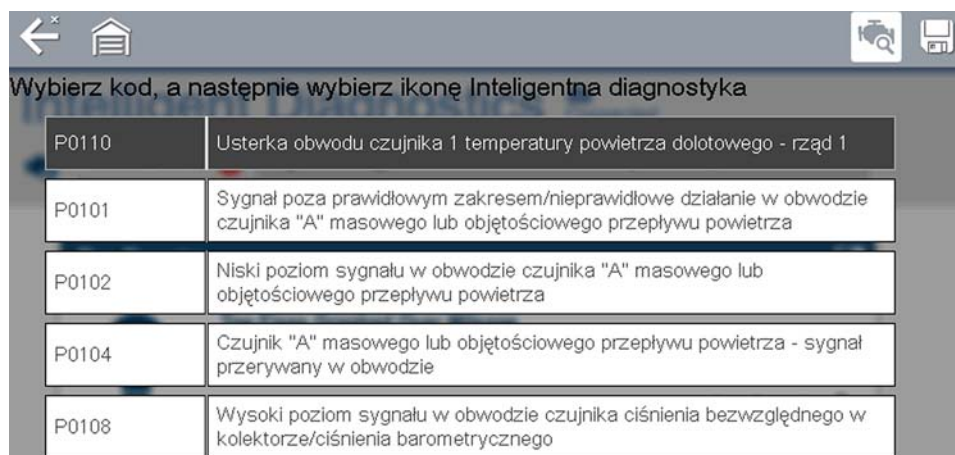 Wybierz kod, a następnie wybierz ikonę Inteligentna diagnostyka
Intelligent Diagnostics
P0110 Usterka obwodu czujnika 1 temperatury powietrza dolotowego - rząd 1
P0101 Sygnał poza prawidłowym zakresem/nieprawidłowe działanie w obwodzie
czujnika "A" masowego lub objętościowego przepływu powietrza
P0102 Niski poziom sygnału w obwodzie czujnika "A" masowego lub
objętościowego przepływu powietrza
P0104 Czujnik "A" masowego lub objętościowego przepływu powietrza - sygnał
przerywany w obwodzie
P0108 Wysoki poziom sygnału w obwodzie czujnika ciśnienia bezwzględnego w
kolektorze/ciśnienia barometrycznego